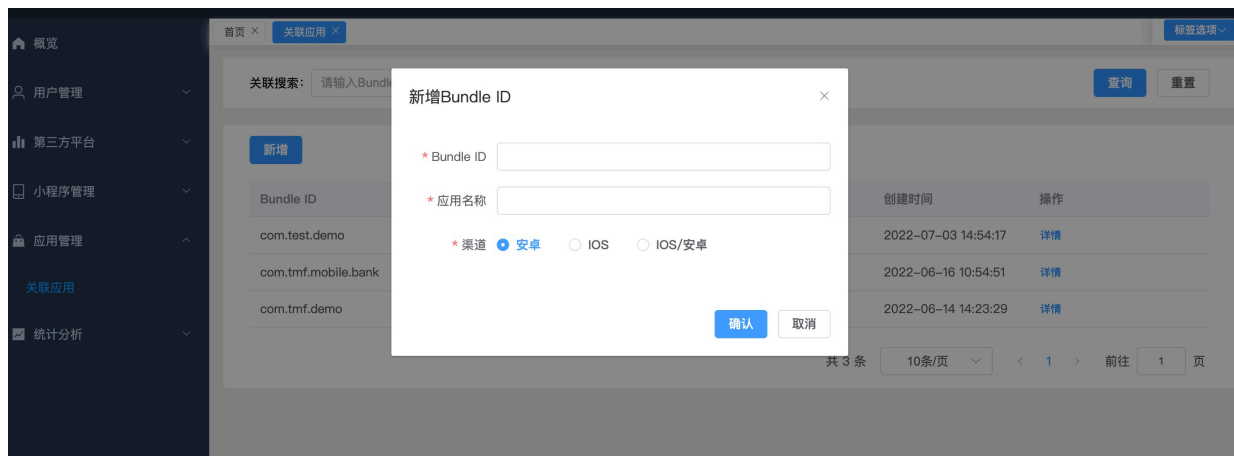 首页 × 关联应用 × 标签选项
概览
用户管理
第三方平台
小程序管理
应用管理
关联应用
统计分析
关联搜索： 请输入Bundle 查询 重置
新增
Bundle ID 创建时间 操作
com.test.demo 2022-07-03 14:54:17 详情
com.tmf.mobile.bank 2022-06-16 10:54:51 详情
com.tmf.demo 2022-06-14 14:23:29 详情
共 3 条 10条/页 < 1 > 前往 1 页
新增Bundle ID ×
* Bundle ID
* 应用名称
* 渠道 安卓 IOS IOS/安卓
确认 取消